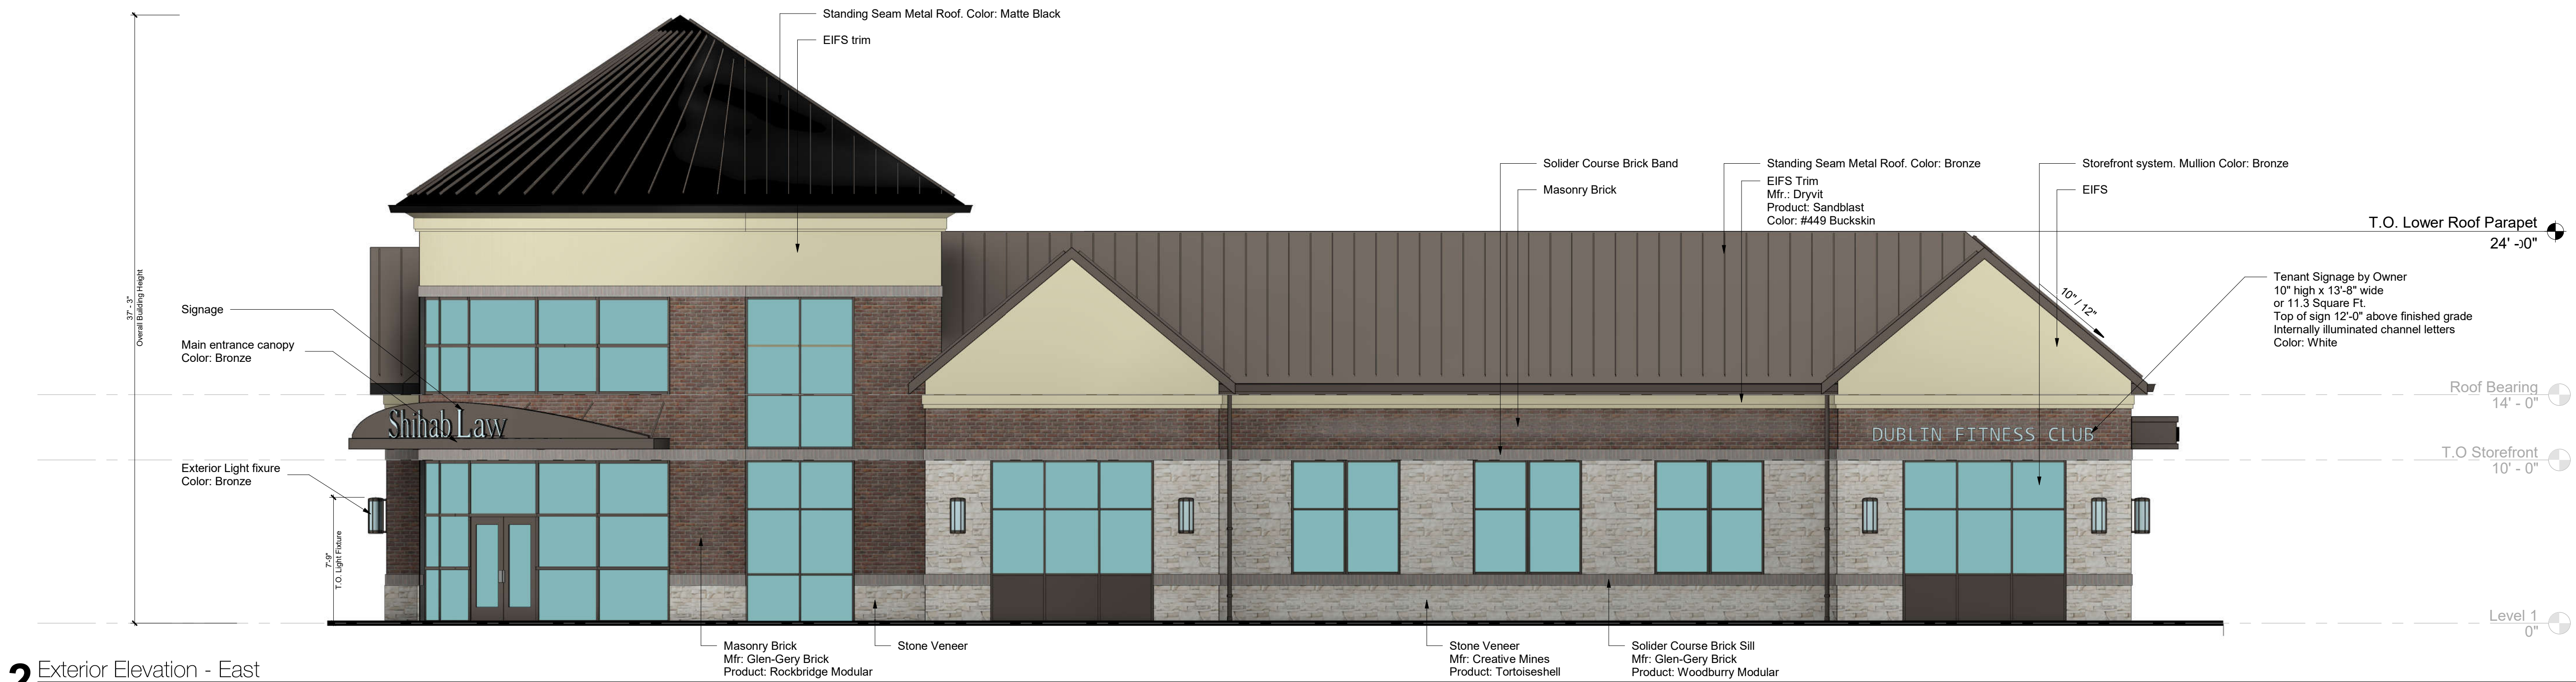 Standing Seam Metal Roof. Color: Matte Black
EIFS trim
Solider Course Brick Band
Masonry Brick
Standing Seam Metal Roof. Color: Bronze
EIFS Trim
Mfr.: Dryvit
Product: Sandblast
Color: #449 Buckskin
Storefront system. Mullion Color: Bronze
EIFS
T.O. Lower Roof Parapet
24' -0"
37' - 3"
Overall Building Height
Signage
Main entrance canopy
Color: Bronze
10" / 12"
Tenant Signage by Owner
10" high x 13'-8" wide
or 11.3 Square Ft.
Top of sign 12'-0" above finished grade
Internally illuminated channel letters
Color: White
Roof Bearing
14' - 0"
Shihab Law
DUBLIN FITNESS CLUB
T.O Storefront
10' - 0"
Exterior Light fixture
Color: Bronze
7'-9"
T.O. Light Fixture
Level 1
0"
Masonry Brick
Mfr: Glen-Gery Brick
Product: Rockbridge Modular
Stone Veneer
Stone Veneer
Mfr: Creative Mines
Product: Tortoiseshell
Solider Course Brick Sill
Mfr: Glen-Gery Brick
Product: Woodburry Modular
2 Exterior Elevation - East